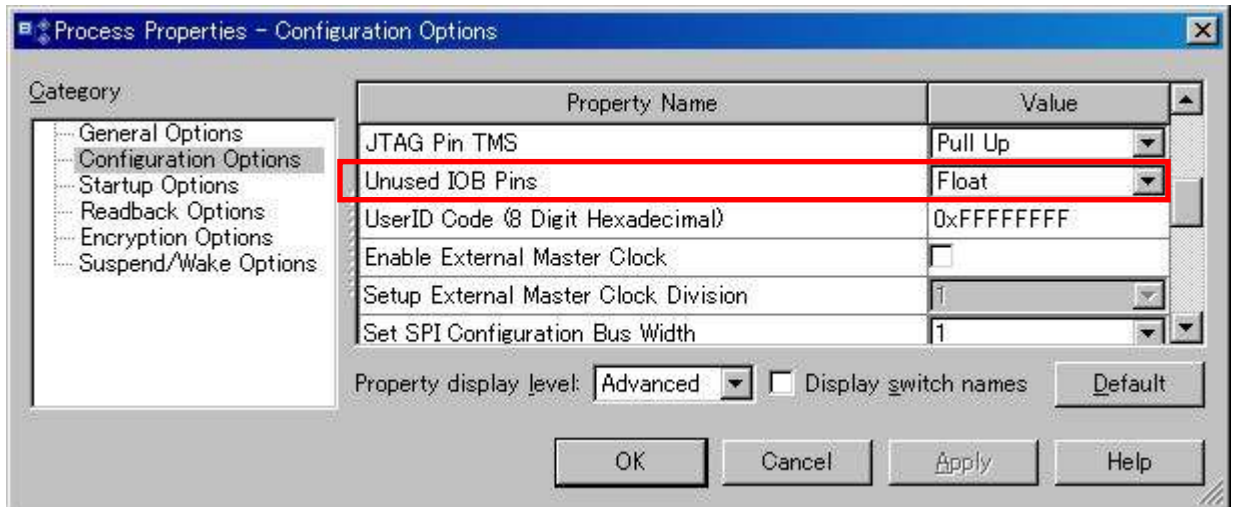 Process Properties - Configuration Options
Category
General Options
Configuration Options
Startup Options
Readback Options
Encryption Options
Suspend/Wake Options
Property Name Value
JTAG Pin TMS Pull Up
Unused IOB Pins Float
UserID Code (8 Digit Hexadecimal) 0xFFFFFFFF
Enable External Master Clock
Setup External Master Clock Division 1
Set SPI Configuration Bus Width 1
Property display level: Advanced Display switch names Default
OK Cancel Apply Help